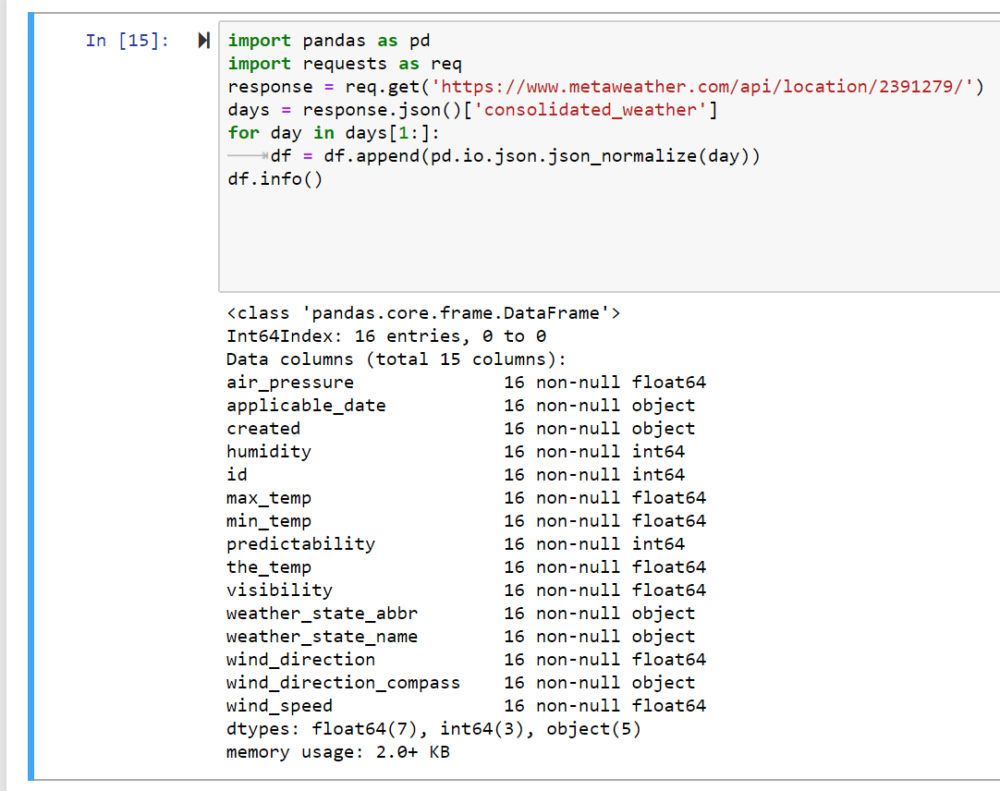 In [15]:
import pandas as pd
import requests as req
response = req.get('https://www.metaweather.com/api/location/2391279/')
days = response.json()['consolidated_weather']
for day in days[1:]:
df = df.append(pd.io.json.json_normalize(day))
df.info()
<class 'pandas.core.frame.DataFrame'>
Int64Index: 16 entries, 0 to 0
Data columns (total 15 columns):
air_pressure 16 non-null float64
applicable_date 16 non-null object
created 16 non-null object
humidity 16 non-null int64
id 16 non-null int64
max_temp 16 non-null float64
min_temp 16 non-null float64
predictability 16 non-null int64
the_temp 16 non-null float64
visibility 16 non-null float64
weather_state_abbr 16 non-null object
weather_state_name 16 non-null object
wind_direction 16 non-null float64
wind_direction_compass 16 non-null object
wind_speed 16 non-null float64
dtypes: float64(7), int64(3), object(5)
memory usage: 2.0+ KB